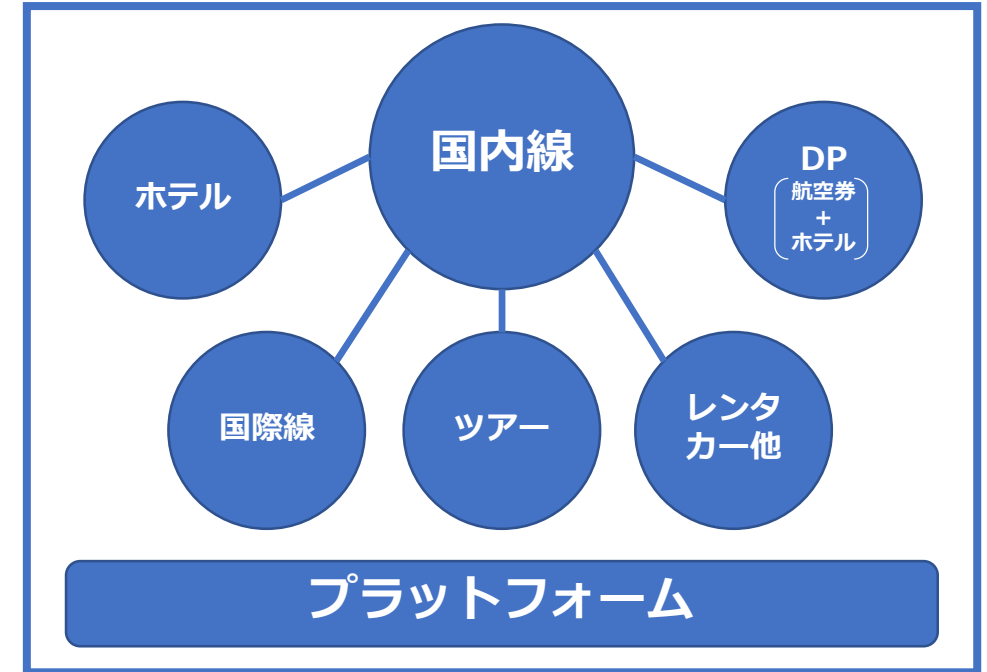 国内線
ホテル
DP
航空券
+
ホテル
国際線
ツアー
レンタ
カー他
プラットフォーム